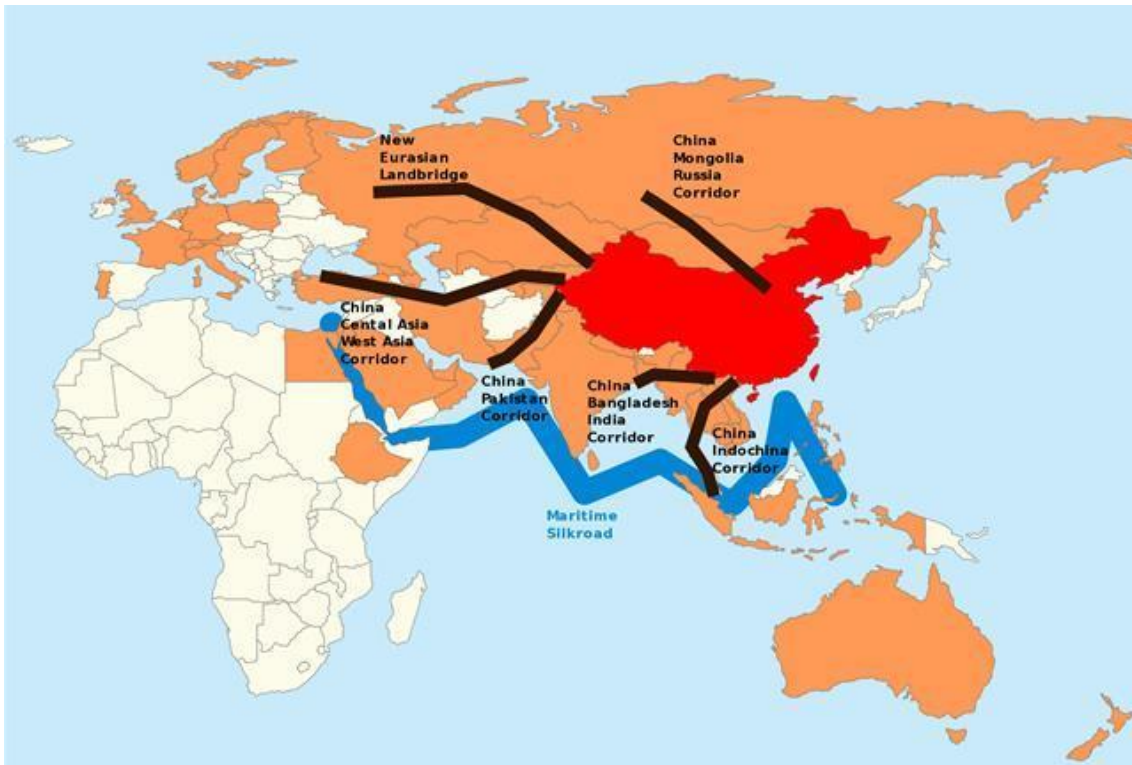 New
Eurasian
Landbridge
China
Mongolia
Russia
Corridor
China
Cental Asia
West Asia
Corridor
China
Pakistan
Corridor
China
Bangladesh
India
Corridor
China
Indochina
Corridor
Maritime
Silkroad